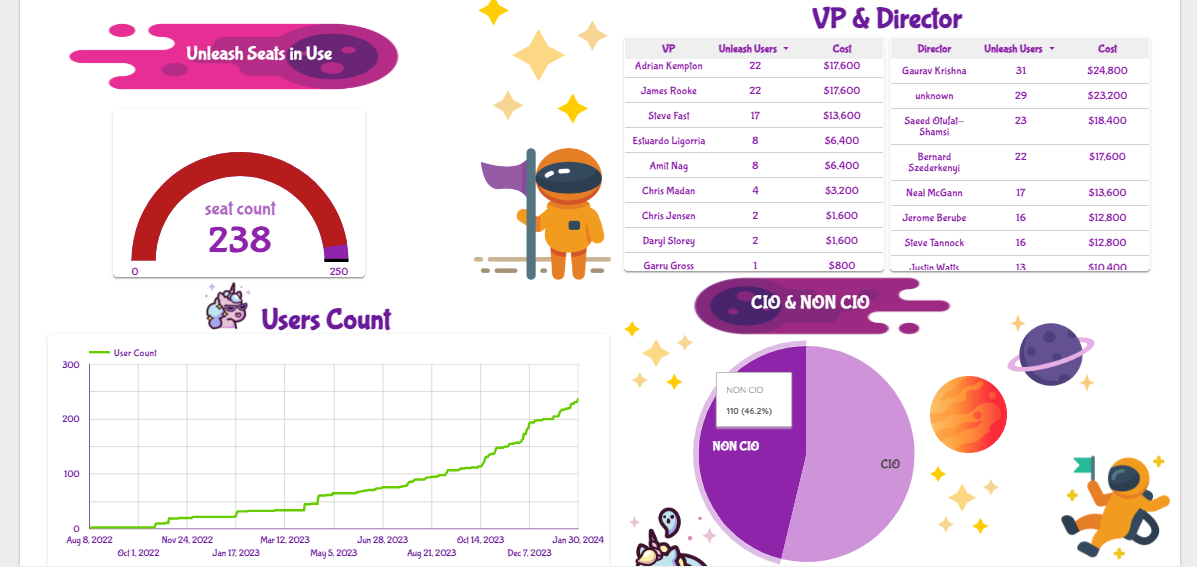 Unleash Seats in Use
seat count
238
0
250
VP & Director
VP Unleash Users Cost
Adrian Kempton 22 $17,600
James Rooke 22 $17,600
Steve Fast 17 $13,600
Estuardo Ligorria 8 $6,400
Amit Nag 8 $6,400
Chris Madan 4 $3,200
Chris Jensen 2 $1,600
Daryl Storey 2 $1,600
Garry Gross 1 $800
Director Unleash Users Cost
Gaurav Krishna 31 $24,800
unknown 29 $23,200
Saeed Olufat-
Shamsi 23 $18,400
Bernard
Szederkenyi 22 $17,600
Neal McGann 17 $13,600
Jerome Berube 16 $12,800
Steve Tannock 16 $12,800
Justin Watts 13 $10,400
Users Count
User Count
300
200
100
0
Aug 8, 2022
Oct 1, 2022
Nov 24, 2022
Jan 17, 2023
Mar 12, 2023
May 5, 2023
Jun 28, 2023
Aug 21, 2023
Oct 14, 2023
Dec 7, 2023
Jan 30, 2024
CIO & NON CIO
NON CIO
110 (46.2%)
NON CIO
CIO